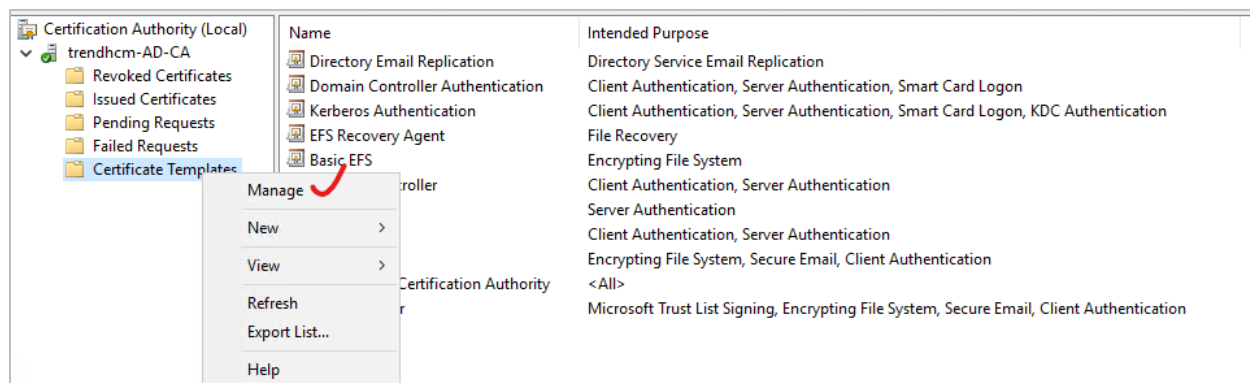 Certification Authority (Local)
trendhcm-AD-CA
Revoked Certificates
Issued Certificates
Pending Requests
Failed Requests
Certificate Templates
Name Intended Purpose
Directory Email Replication Directory Service Email Replication
Domain Controller Authentication Client Authentication, Server Authentication, Smart Card Logon
Kerberos Authentication Client Authentication, Server Authentication, Smart Card Logon, KDC Authentication
EFS Recovery Agent File Recovery
Basic EFS Encrypting File System
roller Client Authentication, Server Authentication
Server Authentication
Client Authentication, Server Authentication
Encrypting File System, Secure Email, Client Authentication
Certification Authority <All>
r Microsoft Trust List Signing, Encrypting File System, Secure Email, Client Authentication
Manage
New
View
Refresh
Export List...
Help